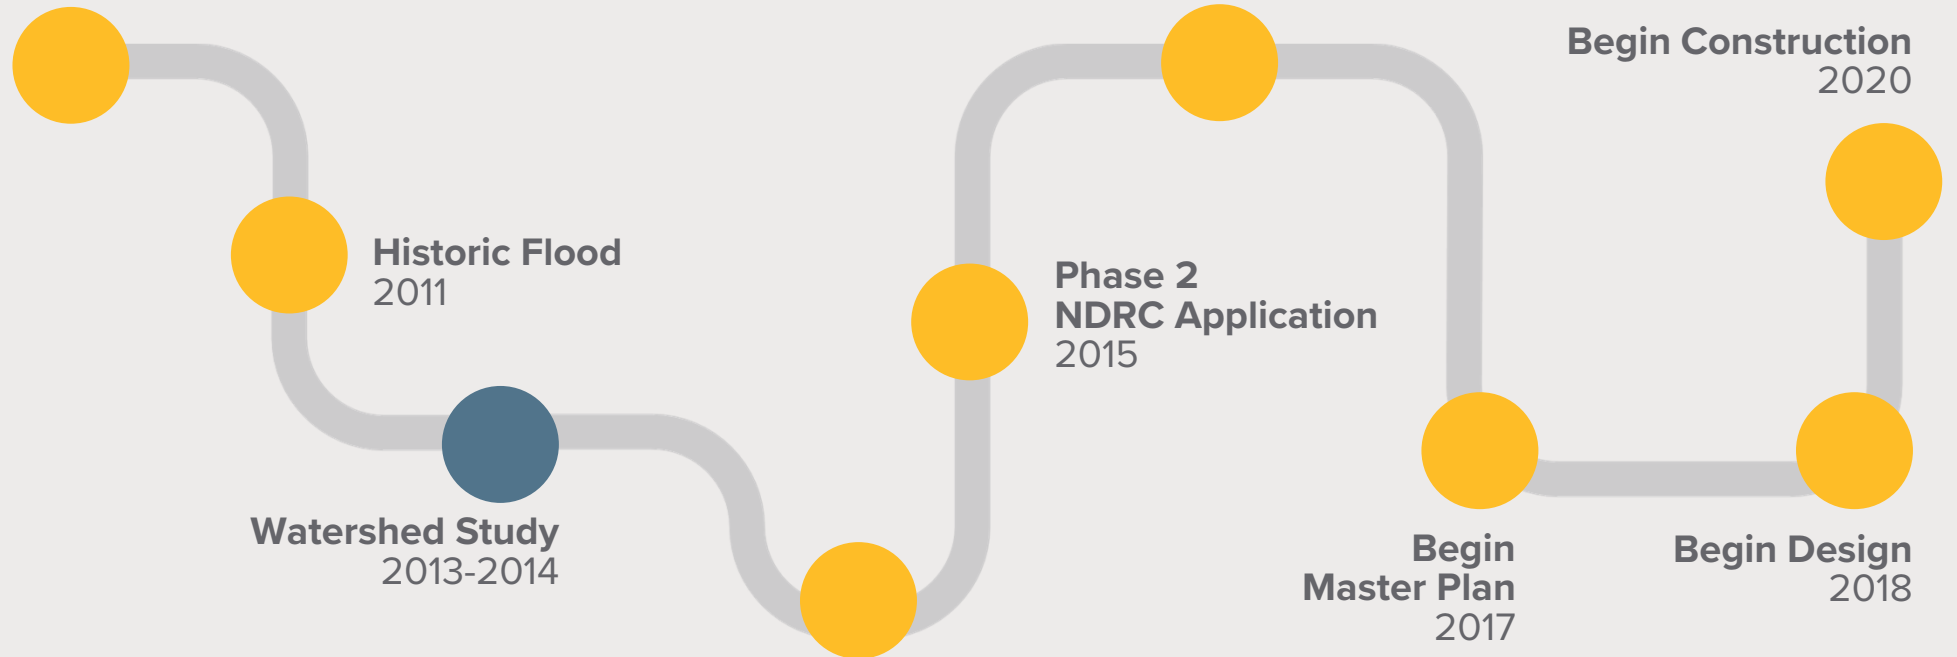 Historic Flood
2011
Watershed Study
2013-2014
Phase 2
NDRC Application
2015
Begin
Master Plan
2017
Begin Design
2018
Begin Construction
2020